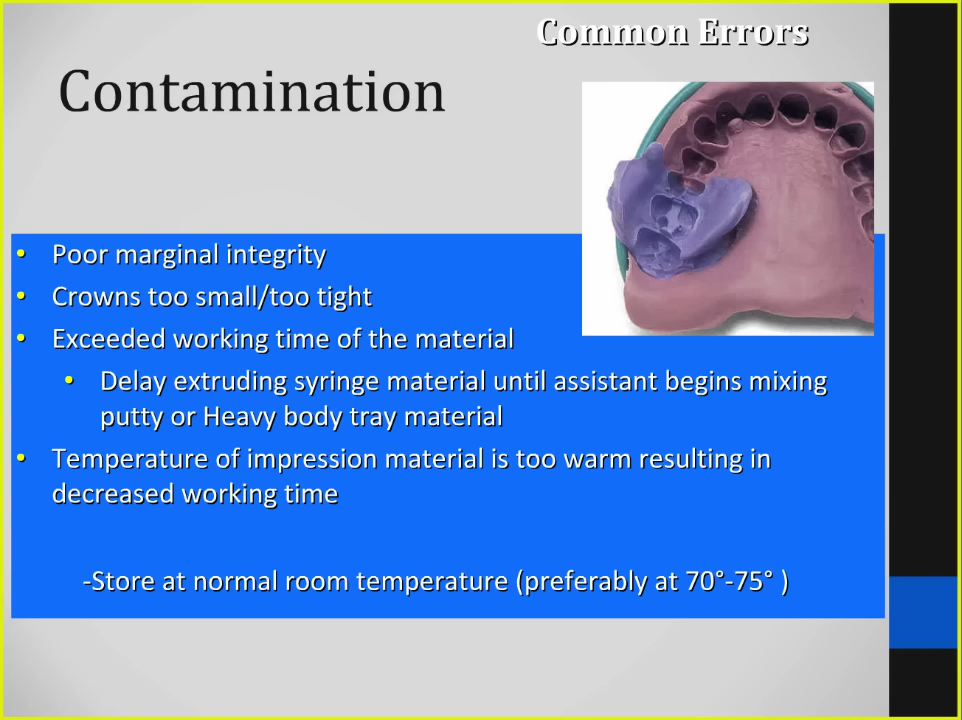 Common Errors
Contamination
• Poor marginal integrity
• Crowns too small/too tight
• Exceeded working time of the material
• Delay extruding syringe material until assistant begins mixing
putty or Heavy body tray material
• Temperature of impression material is too warm resulting in
decreased working time
-Store at normal room temperature (preferably at 70°-75° )